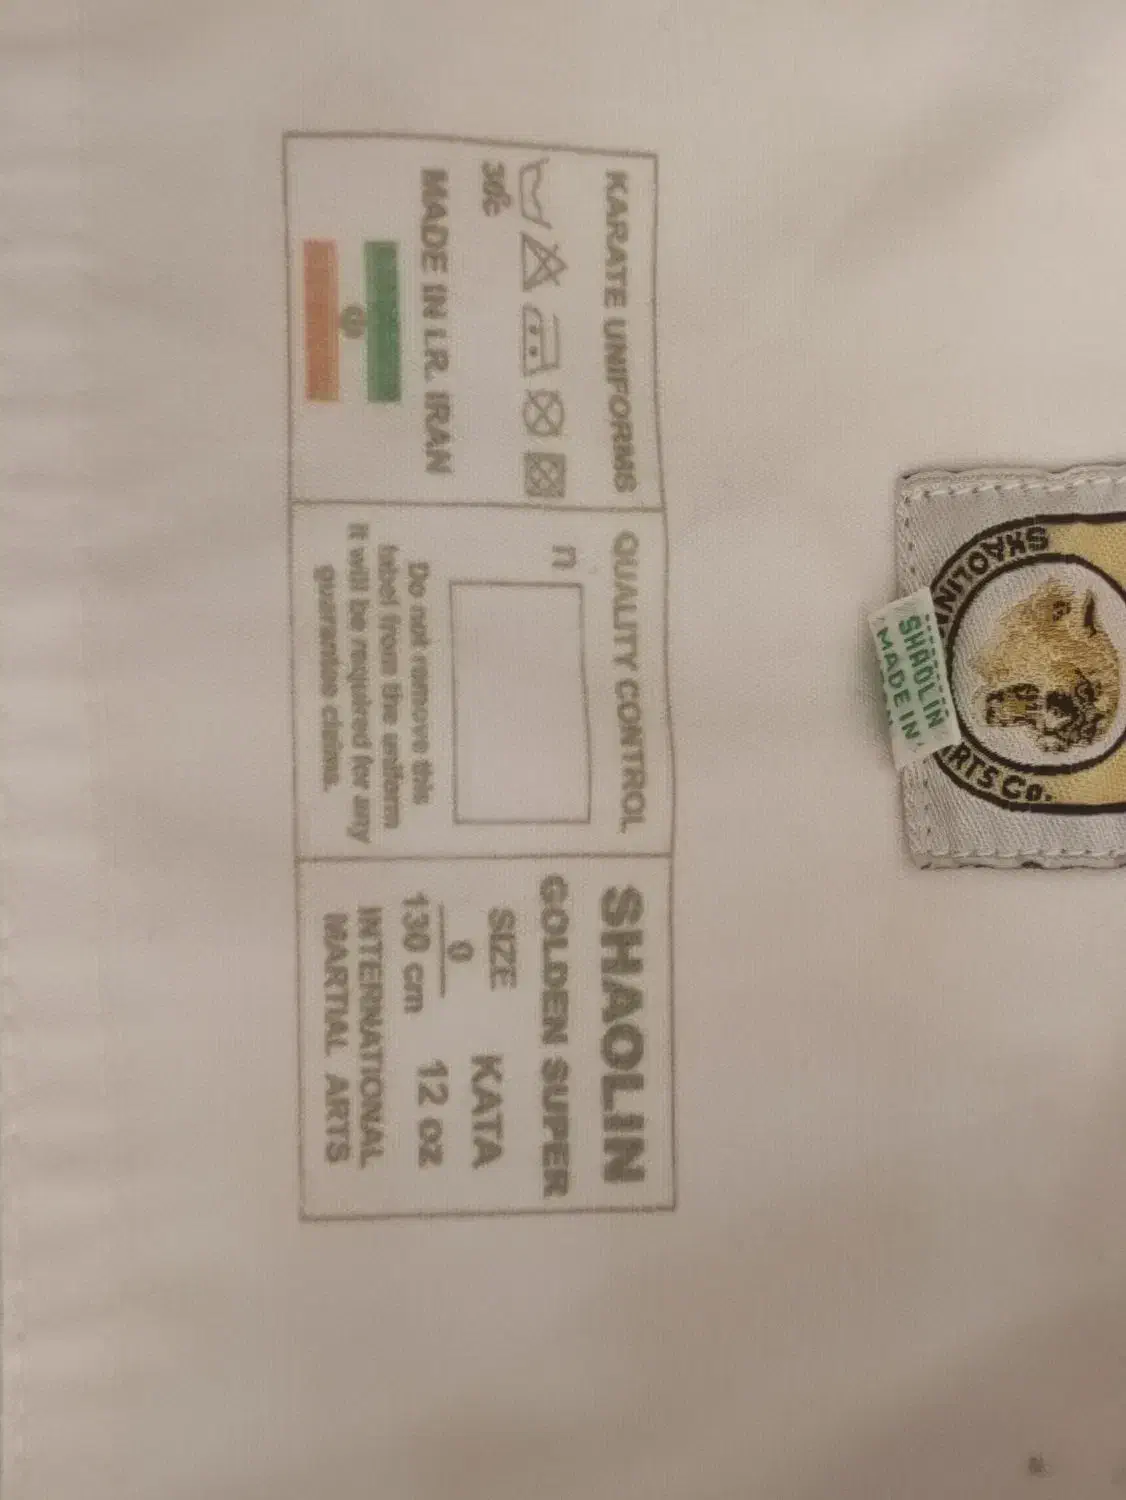 KARATE UNIFORMS
30°c
MADE IN I.R. IRAN
QUALITY CONTROL
n
Do not remove this
label from the uniform
it will be required for any
guarantee claims.
SHAOLIN
GOLDEN SUPER
SIZE KATA
0
130 cm 12 oz
INTERNATIONAL
MARTIAL ARTS
SHAOLIN
ARTS Co.
SHAOLIN
MADE IN